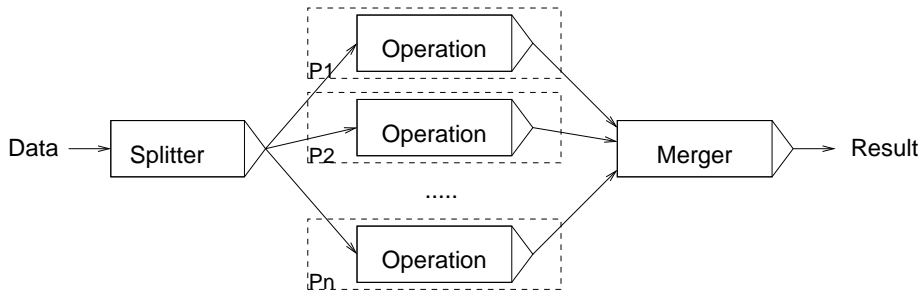 Operation
P1
Operation
P2
Data
Splitter
Merger
Result
.....
Operation
Pn